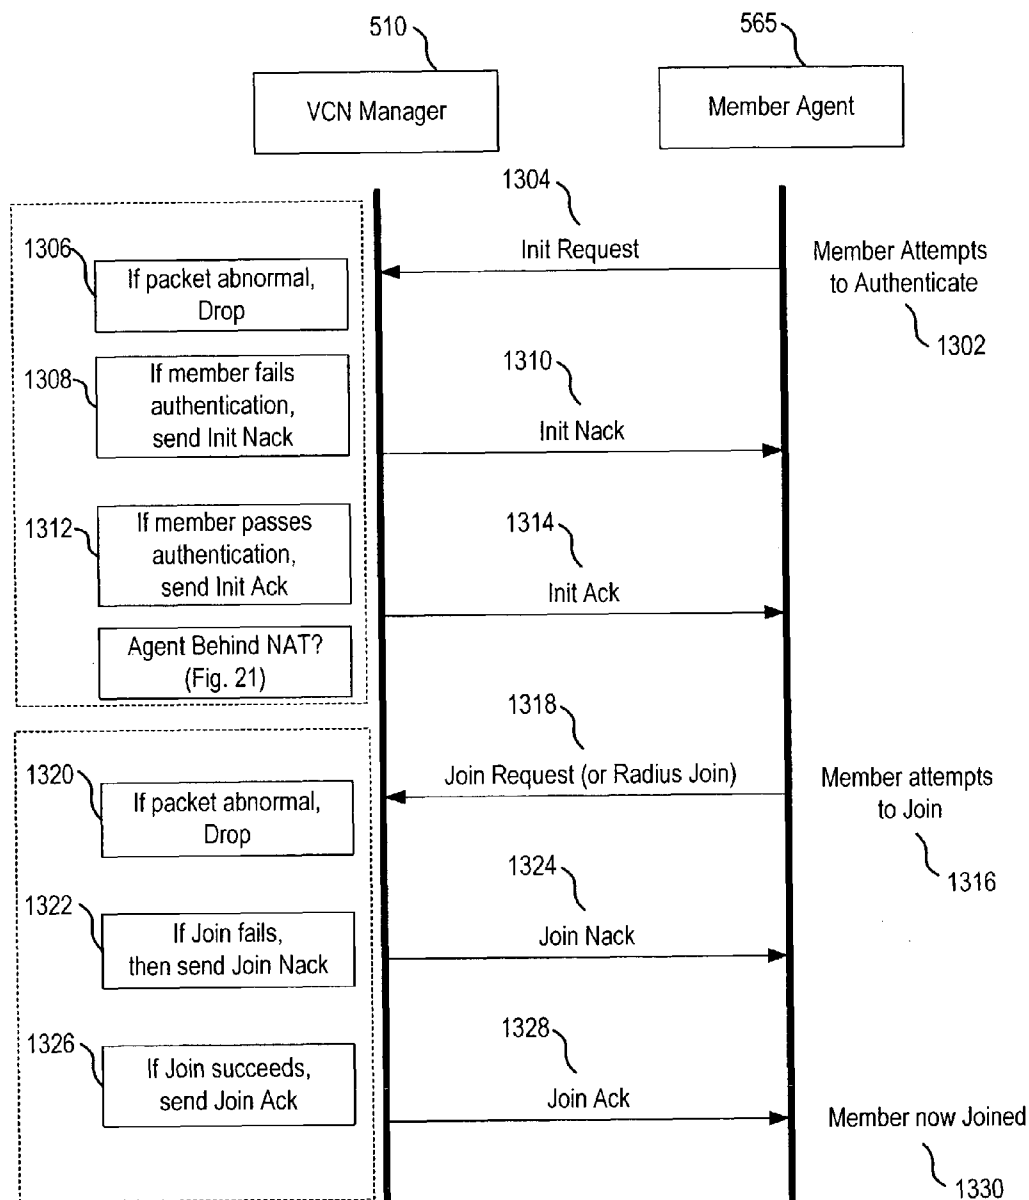 510
565
VCN Manager
Member Agent
1304
Init Request
Member Attempts
to Authenticate
1302
1306
If packet abnormal,
Drop
1308
If member fails
authentication,
send Init Nack
1310
Init Nack
1312
If member passes
authentication,
send Init Ack
1314
Init Ack
Agent Behind NAT?
(Fig. 21)
1318
Join Request (or Radius Join)
Member attempts
to Join
1316
1320
If packet abnormal,
Drop
1322
If Join fails,
then send Join Nack
1324
Join Nack
1326
If Join succeeds,
send Join Ack
1328
Join Ack
Member now Joined
1330